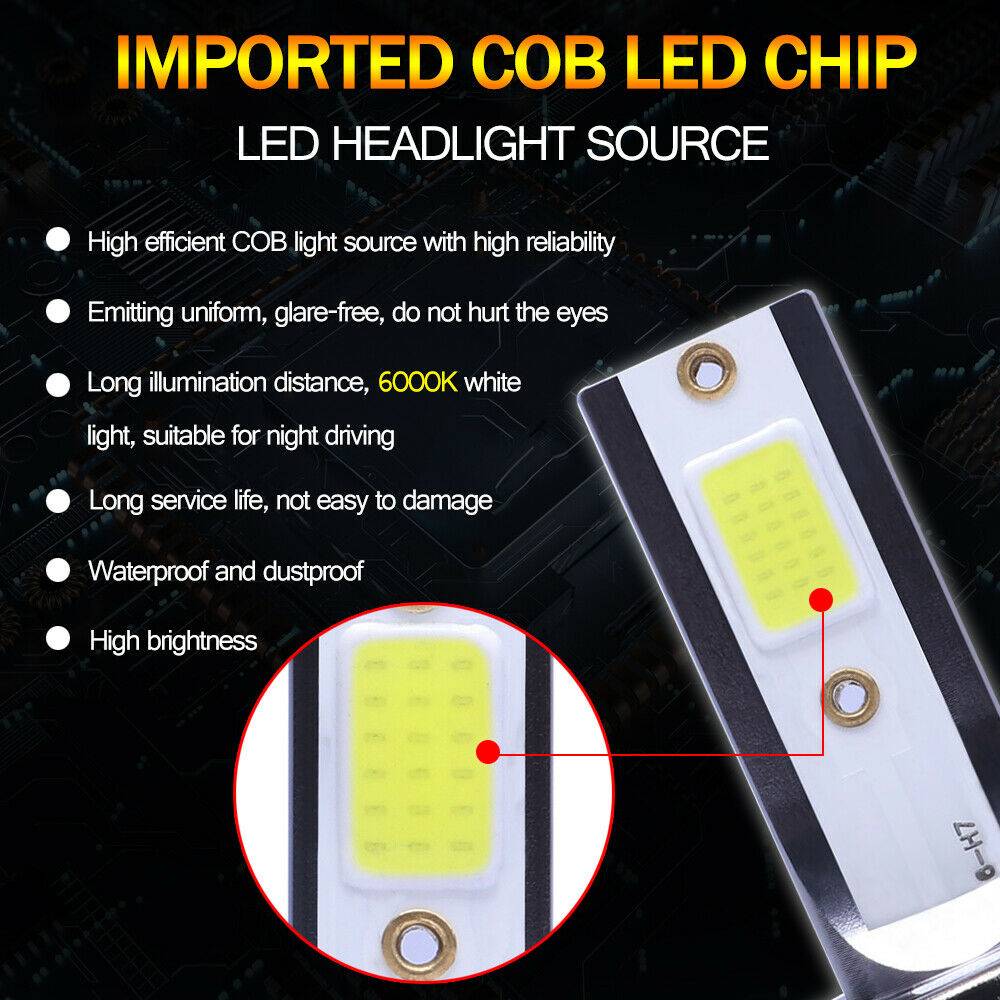 IMPORTED COB LED CHIP
LED HEADLIGHT SOURCE
High efficient COB light source with high reliability
Emitting uniform, glare-free, do not hurt the eyes
Long illumination distance, 6000K white
light, suitable for night driving
Long service life, not easy to damage
Waterproof and dustproof
High brightness